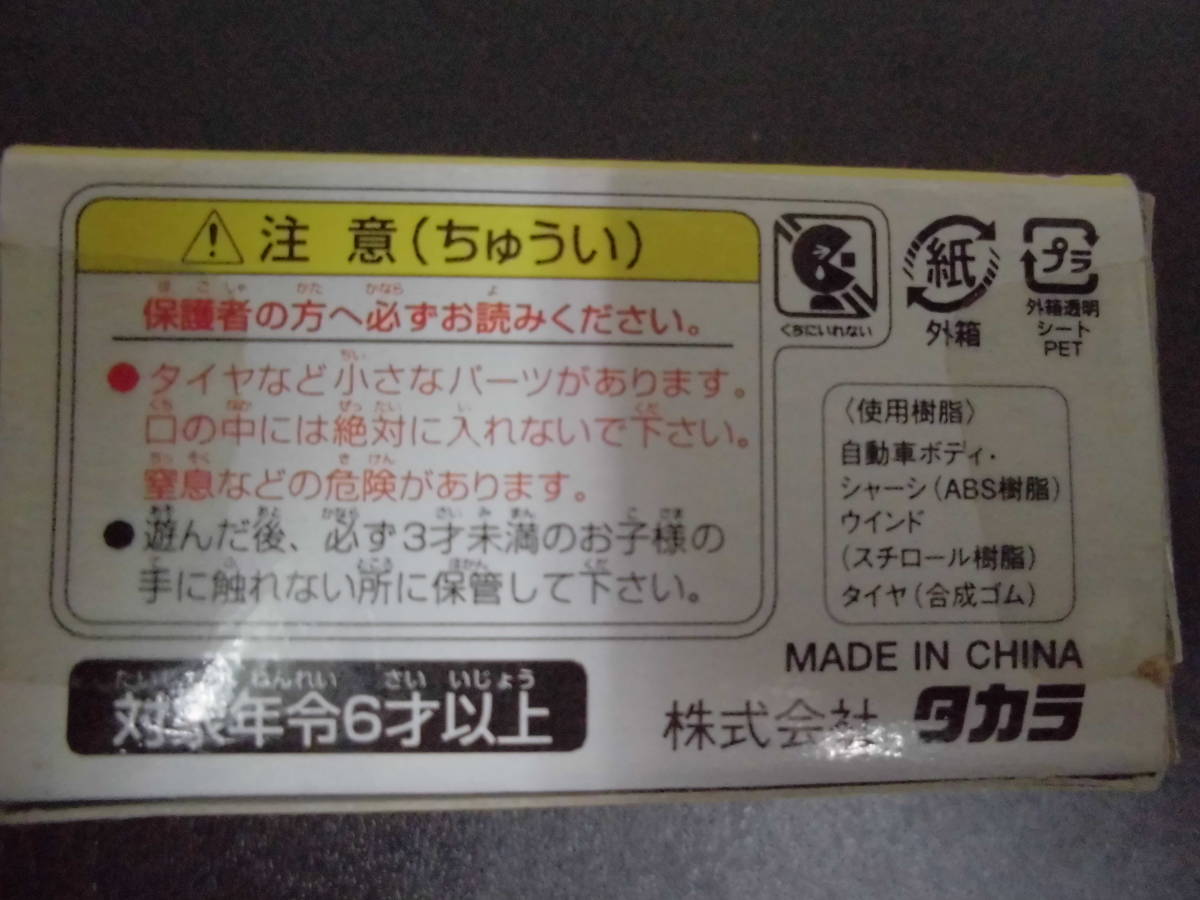 注意(ちゅうい)
保護者の方へ必ずお読みください。
●タイヤなど小さなパーツがあります。
口の中には絶対に入れないで下さい。
窒息などの危険があります。
●遊んだ後、必ず3才未満のお子様の
手に触れない所に保管して下さい。
対象年令6才以上
くちにいれない
紙
外箱
プラ
外箱透明
シート
PET
〈使用樹脂〉
自動車ボディ・
シャーシ(ABS樹脂)
ウインド
(スチロール樹脂)
タイヤ(合成ゴム)
MADE IN CHINA
株式会社 タカラ